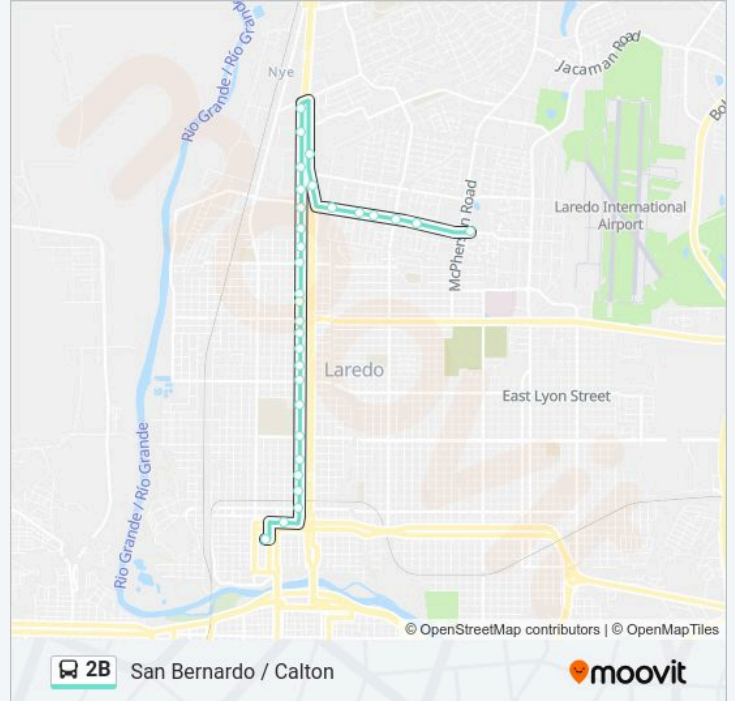 Río Grande / Río Grande
Nye
Jacaman Road
McPherson Road
Laredo International
Airport
Laredo
East Lyon Street
Río Grande / Río Grande
© OpenStreetMap contributors | © OpenMapTiles
2B San Bernardo / Calton
moovit